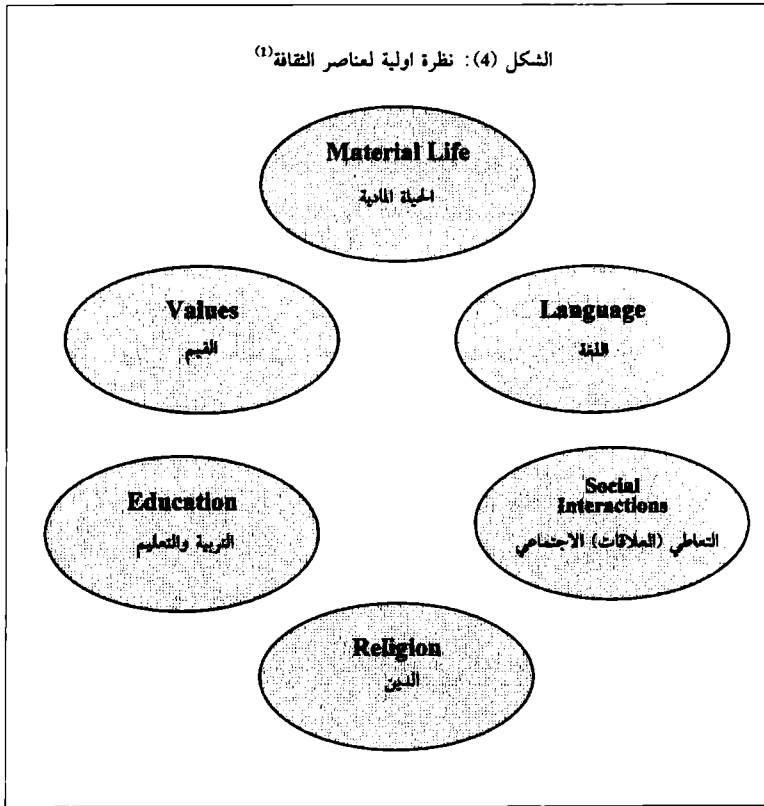 الشكل (4): نظرة اولية لعناصر الثقافة(1)
Material Life
الحياة المادية
Values
القيم
Language
اللغة
Education
التربية والتعليم
Social
Interactions
التعاطي (العلاقات) الاجتماعي
Religion
الدين